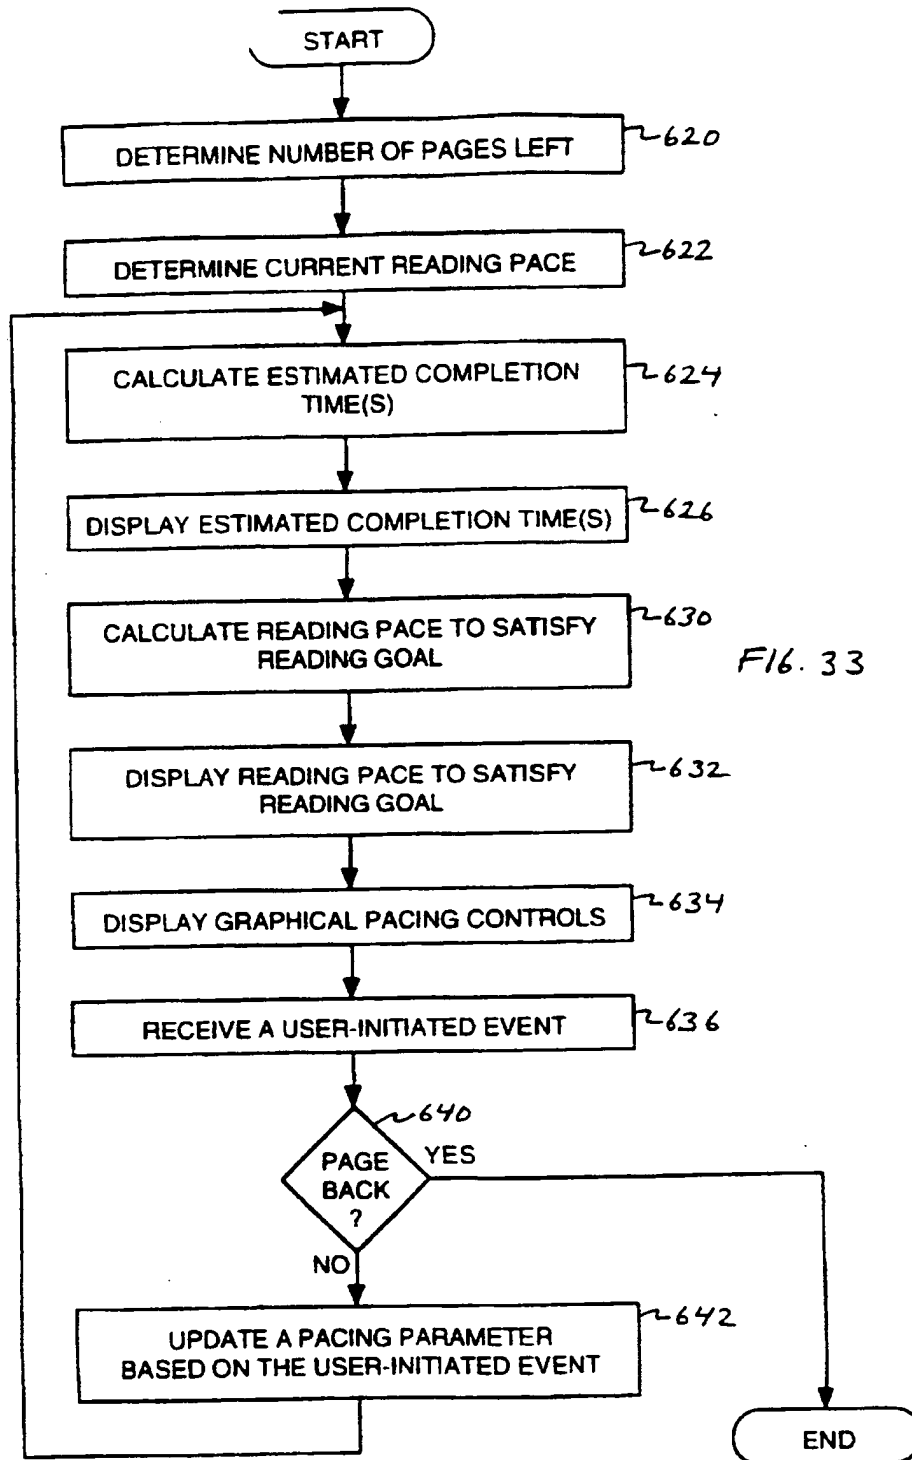 START
DETERMINE NUMBER OF PAGES LEFT
620
DETERMINE CURRENT READING PACE
622
CALCULATE ESTIMATED COMPLETION
TIME(S)
624
DISPLAY ESTIMATED COMPLETION TIME(S)
626
CALCULATE READING PACE TO SATISFY
READING GOAL
630
FIG. 33
DISPLAY READING PACE TO SATISFY
READING GOAL
632
DISPLAY GRAPHICAL PACING CONTROLS
634
RECEIVE A USER-INITIATED EVENT
636
640
PAGE
BACK
?
YES
NO
UPDATE A PACING PARAMETER
BASED ON THE USER-INITIATED EVENT
642
END